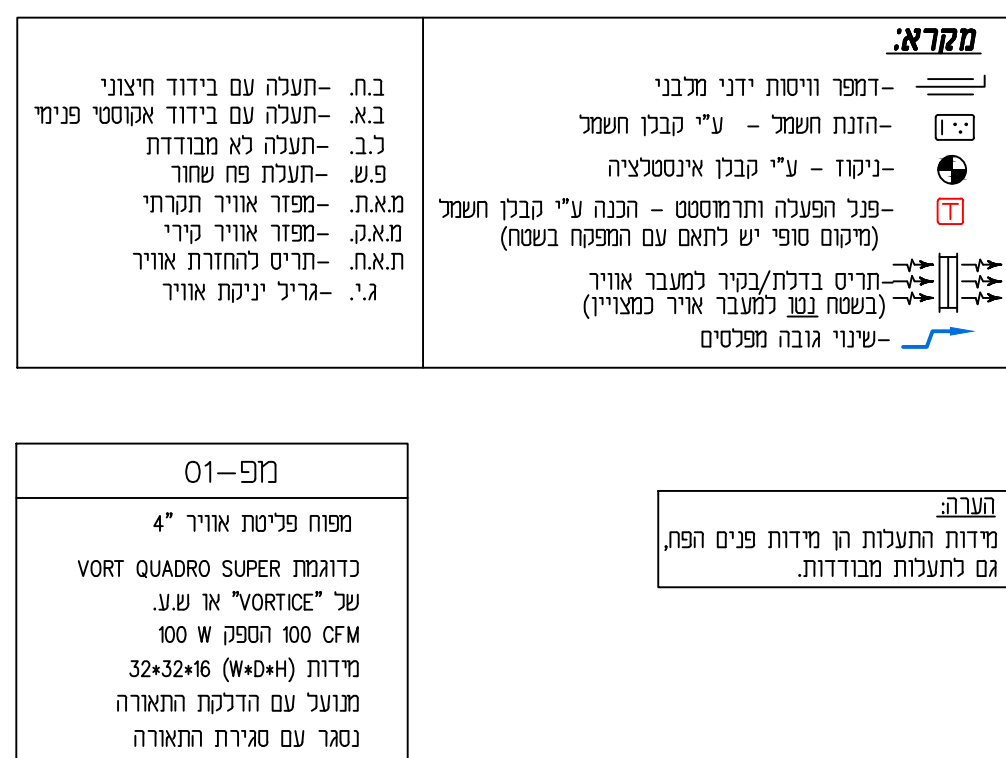 מקרא:
-דמפר וויסות ידני מלבני
-הזנת חשמל - ע"י קבלן חשמל
-ניקוז - ע"י קבלן אינסטלציה
T
-פנל הפעלה ותרמוסטט - הכנה ע"י קבלן חשמל
(מיקום סופי יש לתאם עם המפקח בשטח)
-תריס בדלת/בקיר למעבר אוויר
(בשטח נטו למעבר אויר כמצויין)
-שינוי גובה מפלסים
ב.ח. -תעלה עם בידוד חיצוני
ב.א. -תעלה עם בידוד אקוסטי פנימי
ל.ב. -תעלה לא מבודדת
פ.ש. -תעלת פח שחור
מ.א.ת. -מפזר אוויר תקרתי
מ.א.ק. -מפזר אוויר קירי
ת.א.ח. -תריס להחזרת אוויר
ג.י. -גריל יניקת אוויר
הערה:
מידות התעלות הן מידות פנים הפח,
גם לתעלות מבודדות.
מפ-01
מפוח פליטת אוויר "4
כדוגמת VORT QUADRO SUPER
של "VORTICE" או ש.ע.
100 CFM הספק 100 W
מידות (W*D*H) 32*32*16
מנועל עם הדלקת התאורה
נסגר עם סגירת התאורה